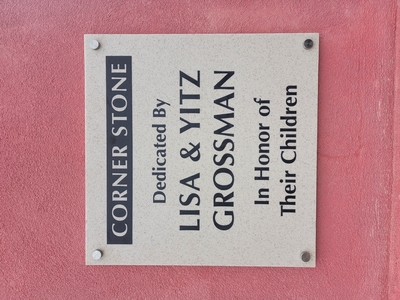 CORNER STONE
Dedicated By
LISA & YITZ
GROSSMAN
In Honor of
Their Children